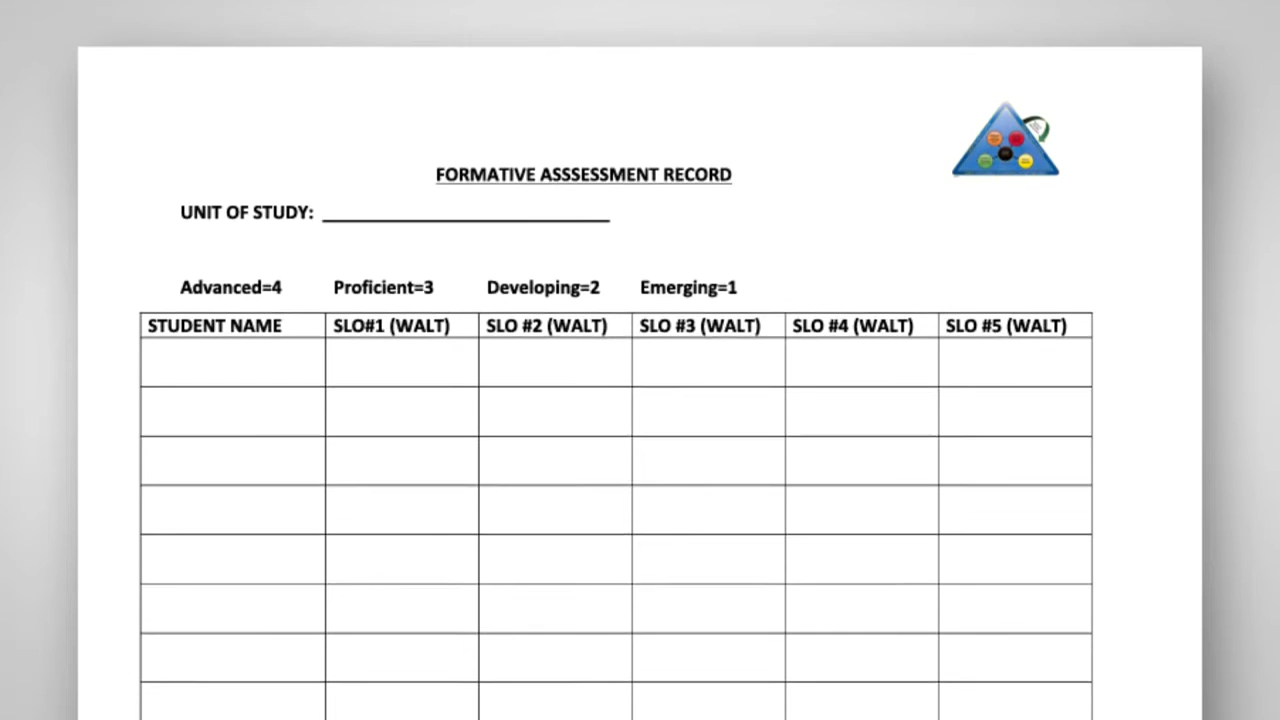 FORMATIVE ASSSESSMENT RECORD
UNIT OF STUDY: ____________________________
Advanced=4 Proficient=3 Developing=2 Emerging=1
STUDENT NAME SLO#1 (WALT) SLO #2 (WALT) SLO #3 (WALT) SLO #4 (WALT) SLO #5 (WALT)